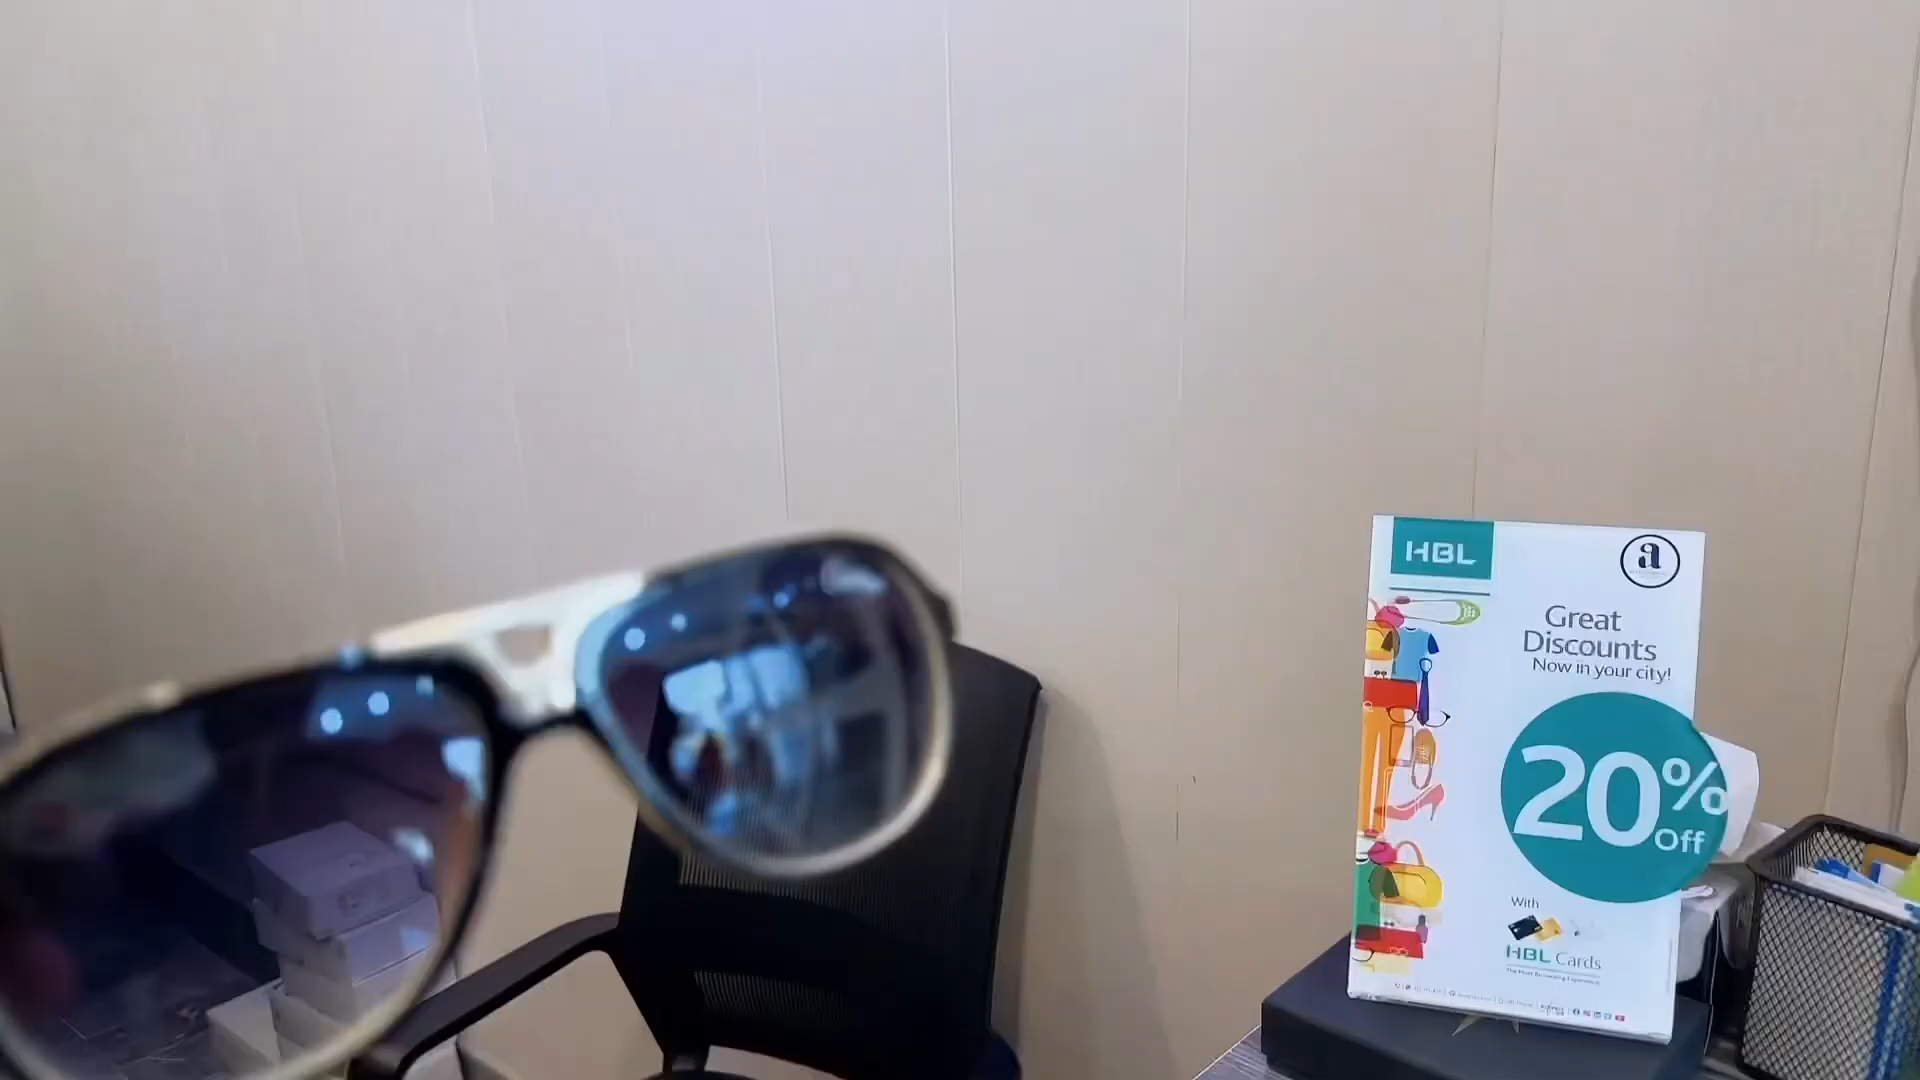 HBL
a
Great
Discounts
Now in your city!
20%
Off
With
HBL Cards